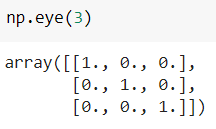 np.eye(3)
array([[1., 0., 0.],
       [0., 1., 0.],
       [0., 0., 1.]])